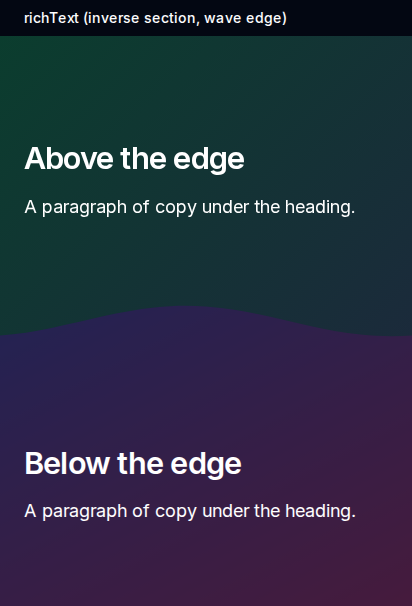 richText (inverse section, wave edge)
Above the edge
A paragraph of copy under the heading.
Below the edge
A paragraph of copy under the heading.